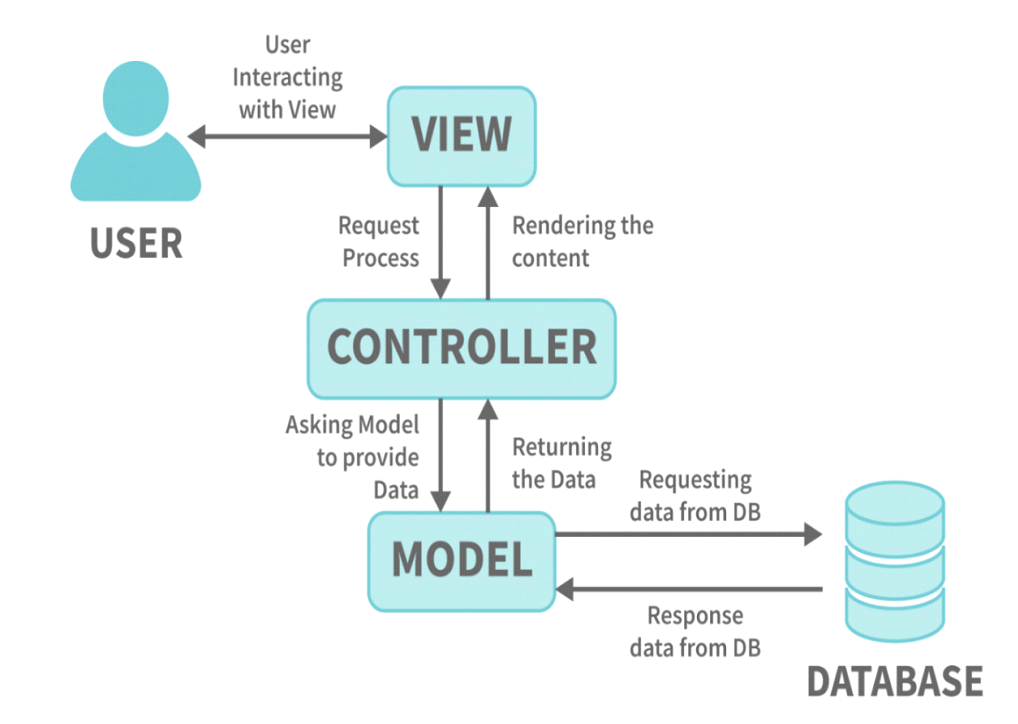 User
Interacting
with View
VIEW
USER
Request
Process
Rendering the
content
CONTROLLER
Asking Model
to provide
Data
Returning
the Data
Requesting
data from DB
MODEL
Response
data from DB
DATABASE